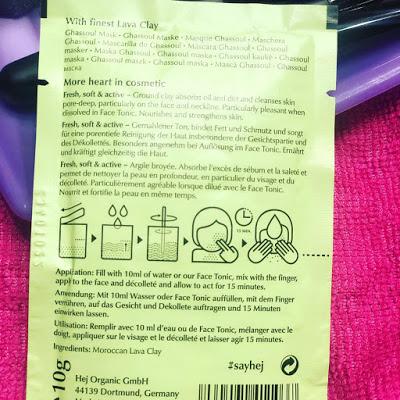 With finest Lava Clay
Ghassoul Mask · Ghassoul Maske · Masque Ghassoul · Maschera
Ghassoul · Mascarilla de Ghassoul · Máscara Ghassoul · Ghassoul
masker · Maska Ghassoul · Ghassoul maska · Ghassoul kaukė · Ghassoul
maska · Ghassoul maszk · Ghassoul maska · Mască Ghassoul · Ghassoul
More heart in cosmetic
Fresh, soft & active – Ground clay absorbs oil and dirt and cleanses skin
pore-deep, particularly on the face and neckline. Particularly pleasant when
dissolved in Face Tonic. Nourishes and strengthens skin.
Fresh, soft & active – Gemahlener Ton, bindet Fett und Schmutz und sorgt
für eine porentiefe Reinigung der Haut insbesondere der Gesichtspartie und
des Dekolletés. Besonders angenehm bei Auflösung im Face Tonic. Ernährt
und kräftigt gleichzeitig die Haut.
Fresh, soft & active – Argile broyée. Absorbe l'excès de sébum et la saleté et
permet de nettoyer la peau en profondeur, en particulier du visage et du
décolleté. Particulièrement agréable lorsque dilué avec le Face Tonic.
Nourrit et fortifie la peau en même temps.
15 MIN.
Application: Fill with 10ml of water or our Face Tonic, mix with the finger,
apply to the face and décolleté and allow to act for 15 minutes.
Anwendung: Mit 10ml Wasser oder Face Tonic auffüllen, mit dem Finger
verrühren, auf das Gesicht und Dekollete auftragen und 15 Minuten
einwirken lassen.
Utilisation: Remplir avec 10 ml d'eau ou de Face Tonic, mélanger avec le
doigt, appliquer sur le visage et le décolleté et laisser agir 15 minutes.
Ingredients: Moroccan Lava Clay
#sayhej
e 10g
Hej Organic GmbH
44139 Dortmund, Germany